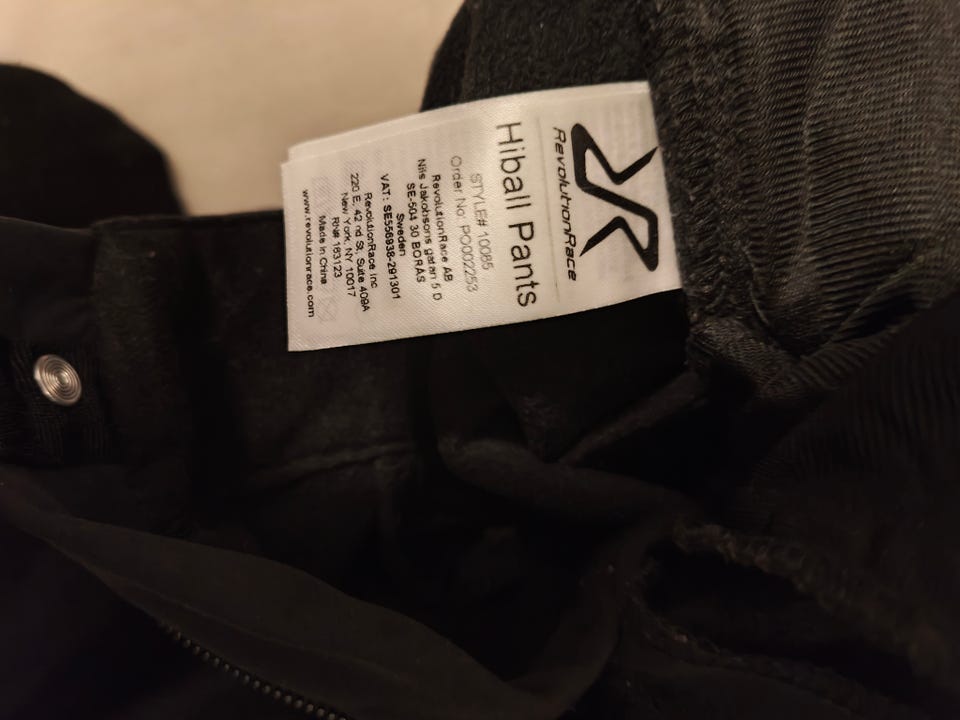 RevolutionRace
Hiball Pants
STYLE# 10085
Order No: PO002253
RevolutionRace AB
Nils Jakobsons gatan 5 D
SE-504 30 BORÅS
Sweden
VAT: SE556938-291301
RevolutionRace Inc
220 E. 42 nd St, Suite 409A
New York, NY 10017
RN# 163123
Made in China
www.revolutionrace.com